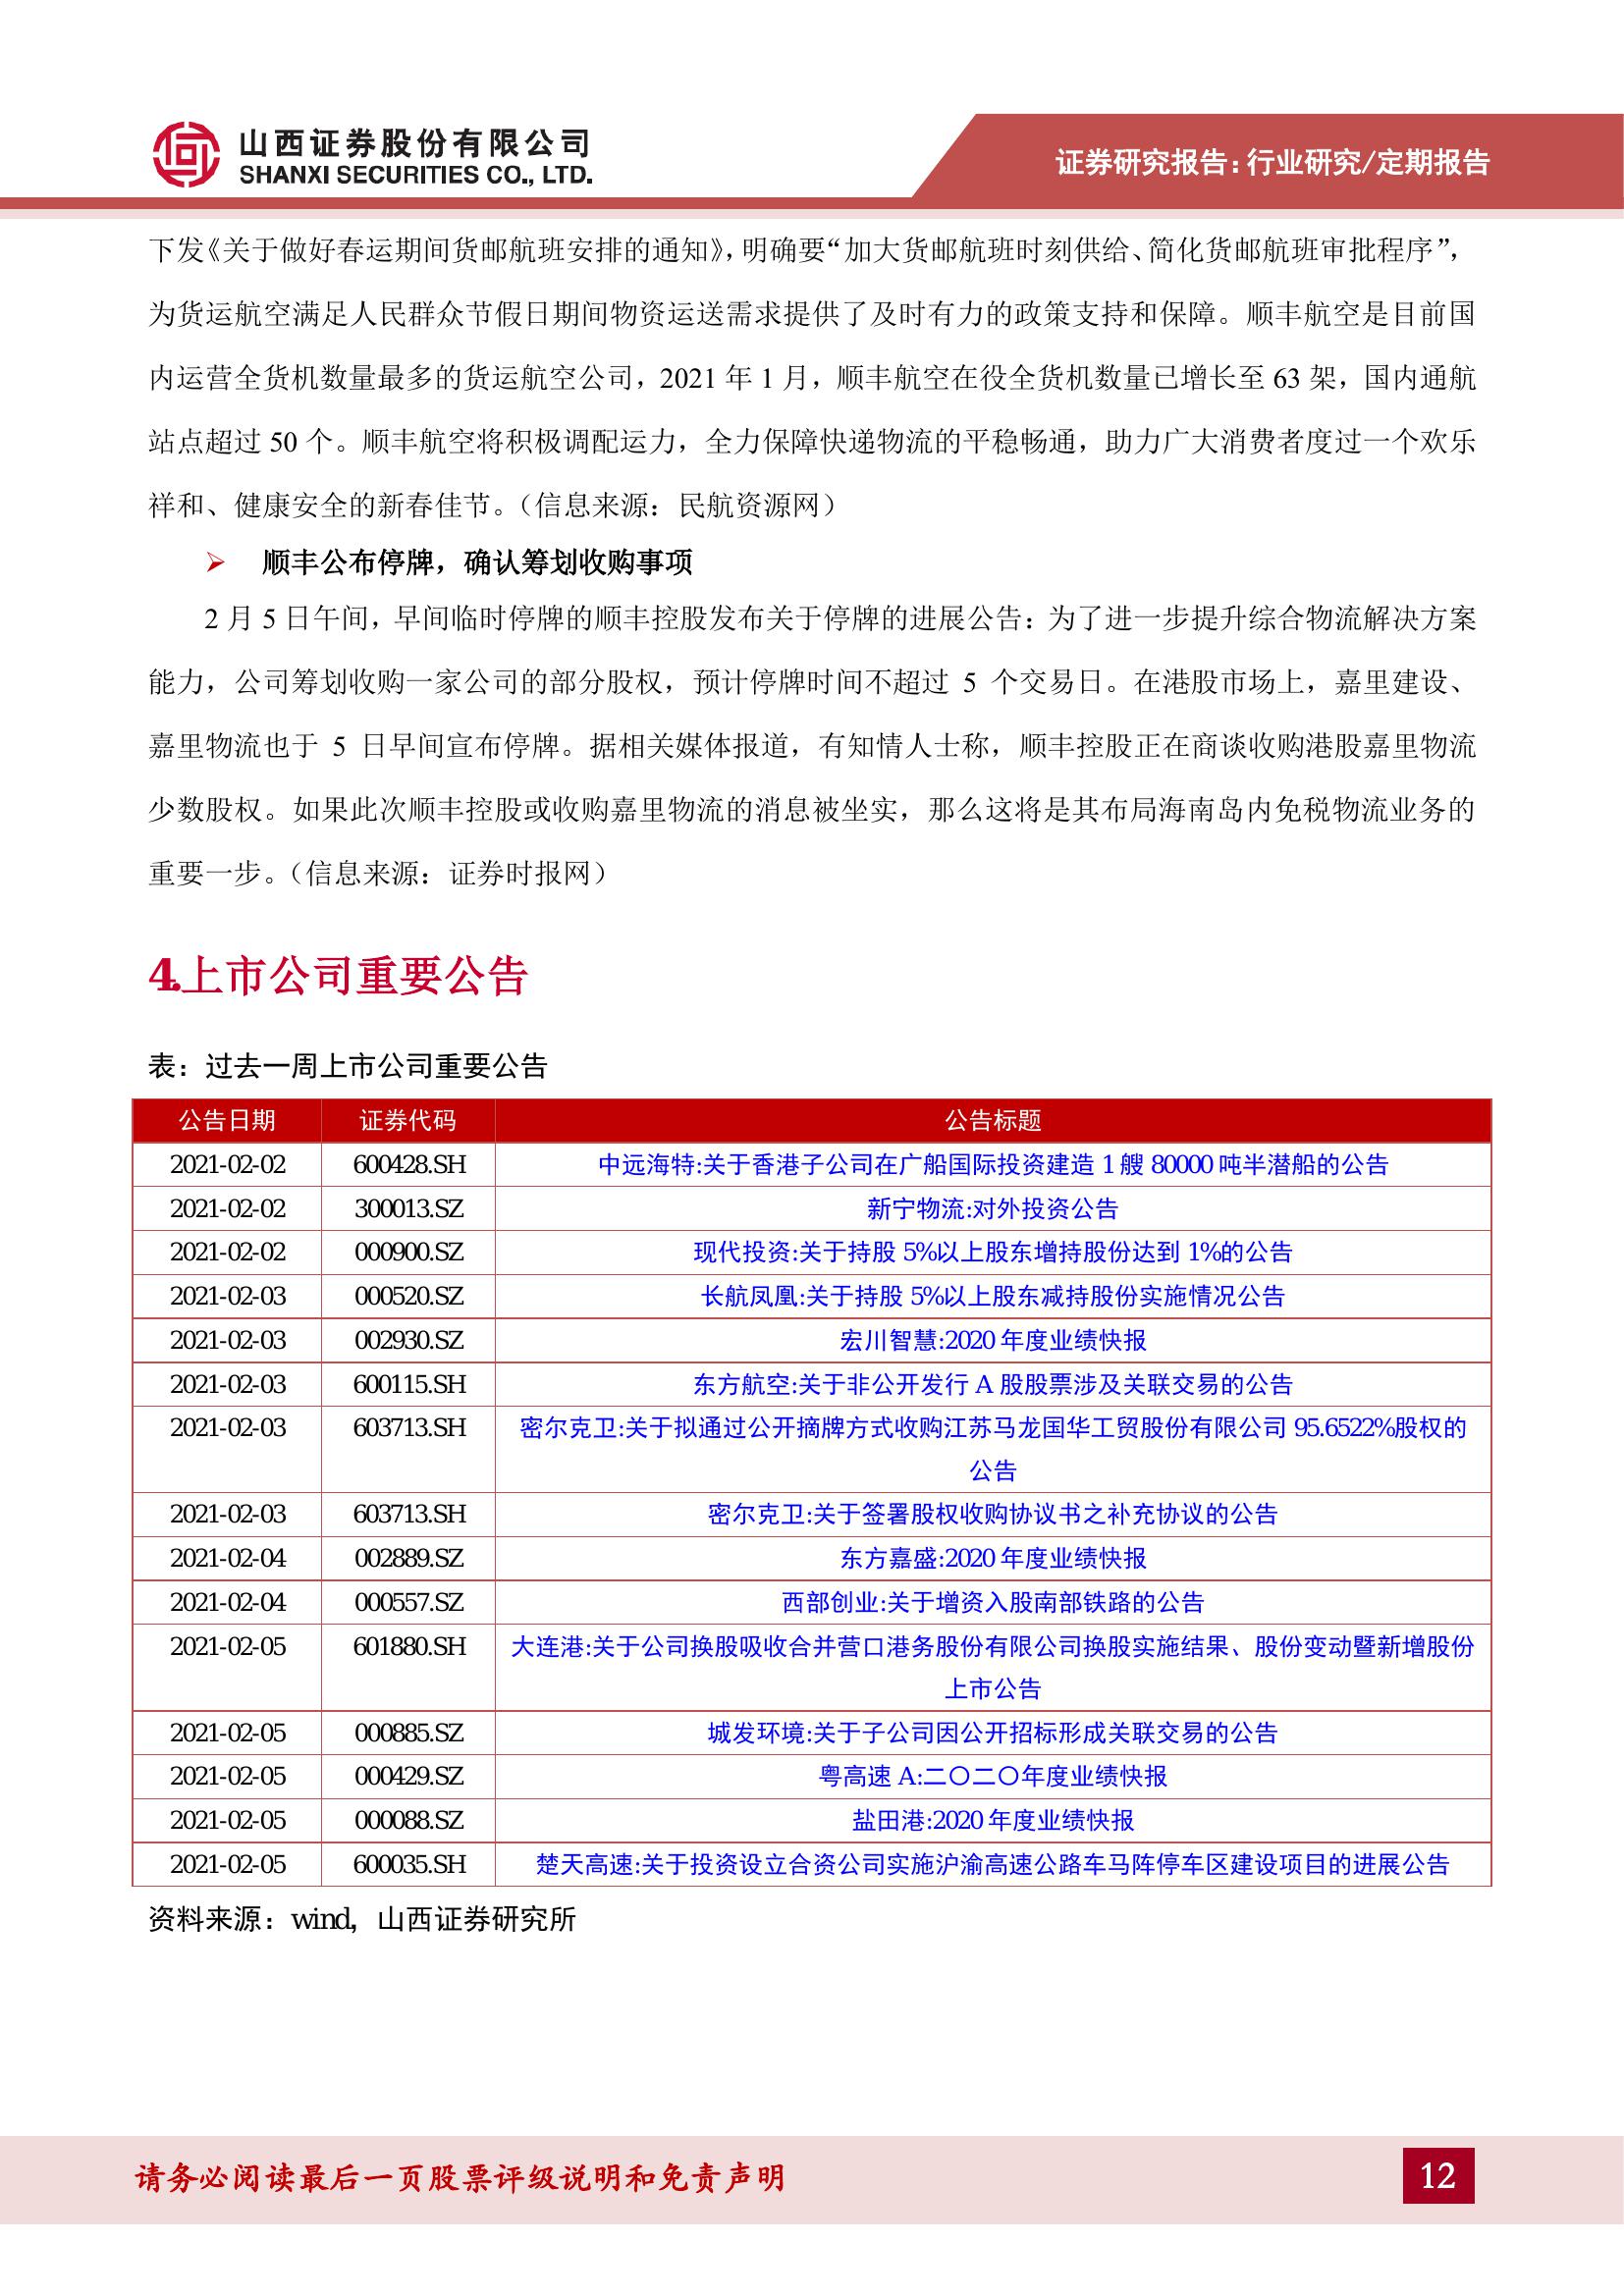 山西证券股份有限公司
SHANXI SECURITIES CO., LTD.
证券研究报告：行业研究/定期报告
下发《关于做好春运期间货邮航班安排的通知》，明确要“加大货邮航班时刻供给、简化货邮航班审批程序”，
为货运航空满足人民群众节假日期间物资运送需求提供了及时有力的政策支持和保障。顺丰航空是目前国
内运营全货机数量最多的货运航空公司，2021 年 1 月，顺丰航空在役全货机数量已增长至 63 架，国内通航
站点超过 50 个。顺丰航空将积极调配运力，全力保障快递物流的平稳畅通，助力广大消费者度过一个欢乐
祥和、健康安全的新春佳节。（信息来源：民航资源网）
➢ 顺丰公布停牌，确认筹划收购事项
2 月 5 日午间，早间临时停牌的顺丰控股发布关于停牌的进展公告：为了进一步提升综合物流解决方案
能力，公司筹划收购一家公司的部分股权，预计停牌时间不超过 5 个交易日。在港股市场上，嘉里建设、
嘉里物流也于 5 日早间宣布停牌。据相关媒体报道，有知情人士称，顺丰控股正在商谈收购港股嘉里物流
少数股权。如果此次顺丰控股或收购嘉里物流的消息被坐实，那么这将是其布局海南岛内免税物流业务的
重要一步。（信息来源：证券时报网）
4.上市公司重要公告
表：过去一周上市公司重要公告
公告日期 证券代码 公告标题
2021-02-02 600428.SH 中远海特:关于香港子公司在广船国际投资建造 1 艘 80000 吨半潜船的公告
2021-02-02 300013.SZ 新宁物流:对外投资公告
2021-02-02 000900.SZ 现代投资:关于持股 5%以上股东增持股份达到 1%的公告
2021-02-03 000520.SZ 长航凤凰:关于持股 5%以上股东减持股份实施情况公告
2021-02-03 002930.SZ 宏川智慧:2020 年度业绩快报
2021-02-03 600115.SH 东方航空:关于非公开发行 A 股股票涉及关联交易的公告
2021-02-03 603713.SH 密尔克卫:关于拟通过公开摘牌方式收购江苏马龙国华工贸股份有限公司 95.6522%股权的
公告
2021-02-03 603713.SH 密尔克卫:关于签署股权收购协议书之补充协议的公告
2021-02-04 002889.SZ 东方嘉盛:2020 年度业绩快报
2021-02-04 000557.SZ 西部创业:关于增资入股南部铁路的公告
2021-02-05 601880.SH 大连港:关于公司换股吸收合并营口港务股份有限公司换股实施结果、股份变动暨新增股份
上市公告
2021-02-05 000885.SZ 城发环境:关于子公司因公开招标形成关联交易的公告
2021-02-05 000429.SZ 粤高速 A:二〇二〇年度业绩快报
2021-02-05 000088.SZ 盐田港:2020 年度业绩快报
2021-02-05 600035.SH 楚天高速:关于投资设立合资公司实施沪渝高速公路车马阵停车区建设项目的进展公告
资料来源：wind，山西证券研究所
请务必阅读最后一页股票评级说明和免责声明
12